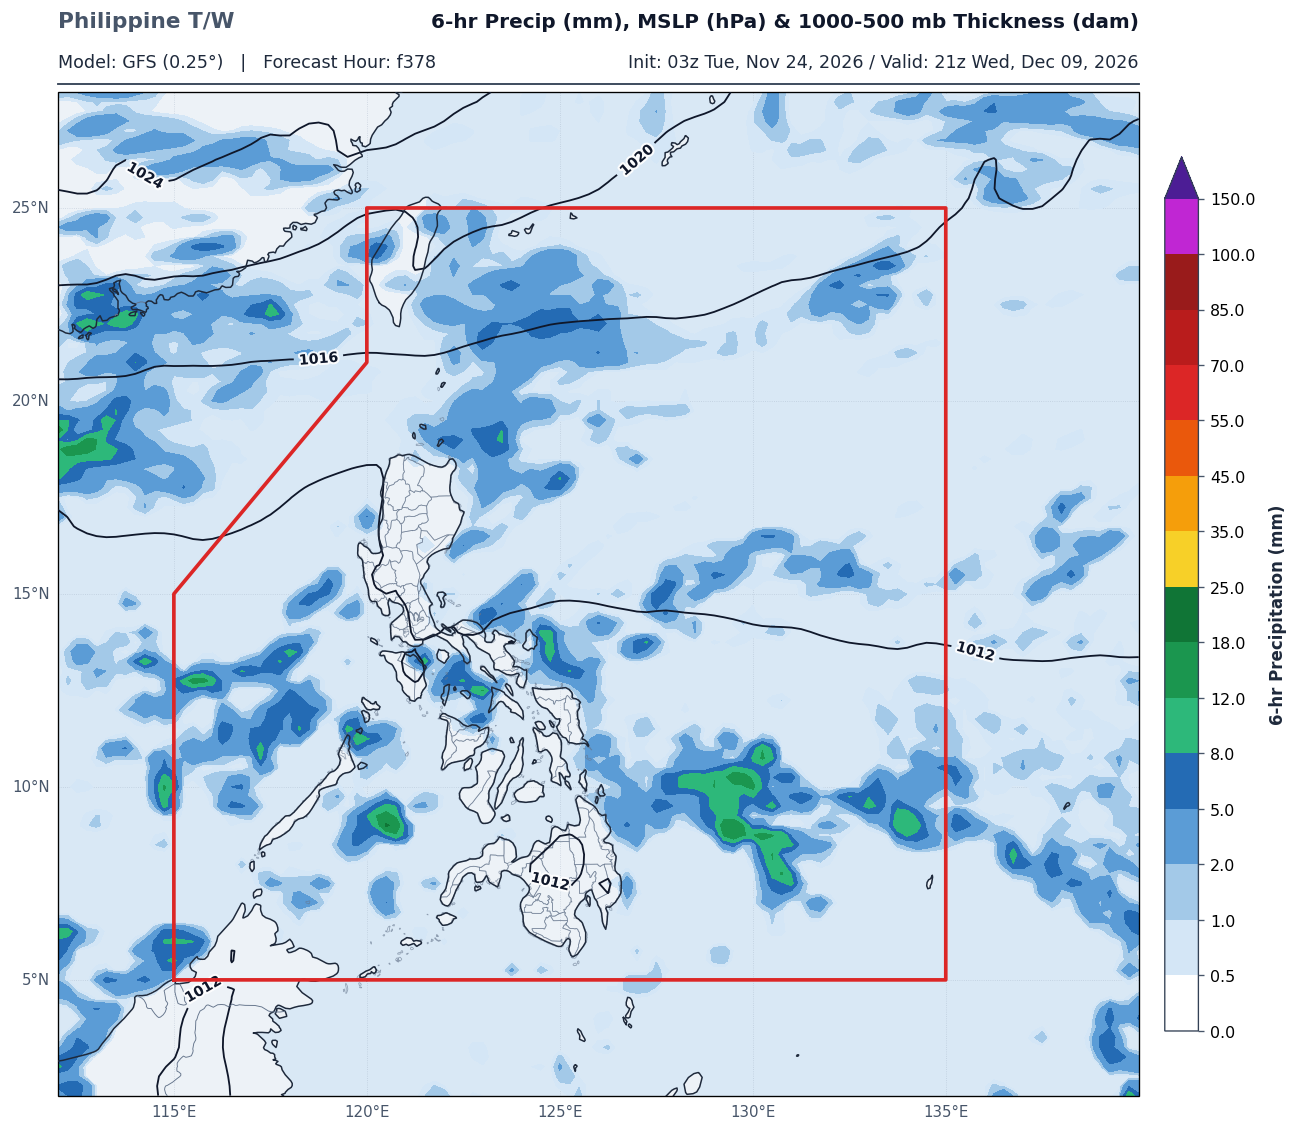 Philippine T/W
6-hr Precip (mm), MSLP (hPa) & 1000-500 mb Thickness (dam)
Model: GFS (0.25°) | Forecast Hour: f378
Init: 03z Tue, Nov 24, 2026 / Valid: 21z Wed, Dec 09, 2026
1024
1020
1016
1012
1012
1012
25°N
20°N
15°N
10°N
5°N
115°E
120°E
125°E
130°E
135°E
150.0
100.0
85.0
70.0
55.0
45.0
35.0
25.0
18.0
12.0
8.0
5.0
2.0
1.0
0.5
0.0
6-hr Precipitation (mm)